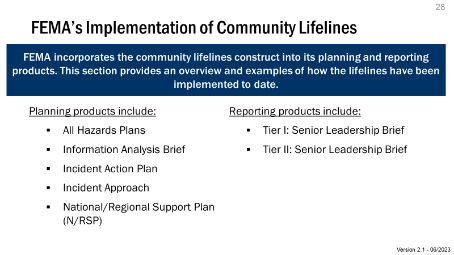 28
FEMA's Implementation of Community Lifelines
FEMA incorporates the community lifelines construct into its planning and reporting
products. This section provides an overview and examples of how the lifelines have been
implemented to date.
Planning products include:
▪ All Hazards Plans
▪ Information Analysis Brief
▪ Incident Action Plan
▪ Incident Approach
▪ National/Regional Support Plan
(N/RSP)
Reporting products include:
▪ Tier I: Senior Leadership Brief
▪ Tier II: Senior Leadership Brief
Version 2.1 - 06/2023